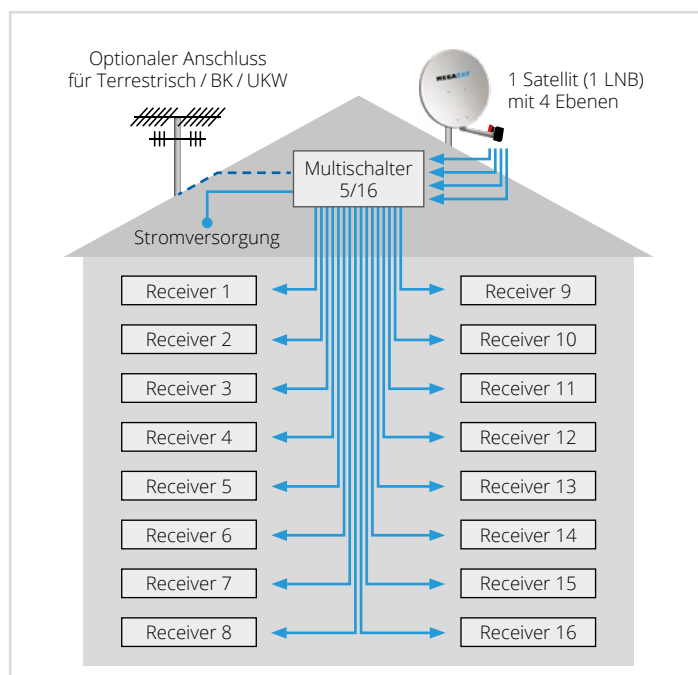 Optionaler Anschluss
für Terrestrisch / BK / UKW
MEGASAT
1 Satellit (1 LNB)
mit 4 Ebenen
Multischalter
5/16
Stromversorgung
Receiver 1
Receiver 2
Receiver 3
Receiver 4
Receiver 5
Receiver 6
Receiver 7
Receiver 8
Receiver 9
Receiver 10
Receiver 11
Receiver 12
Receiver 13
Receiver 14
Receiver 15
Receiver 16